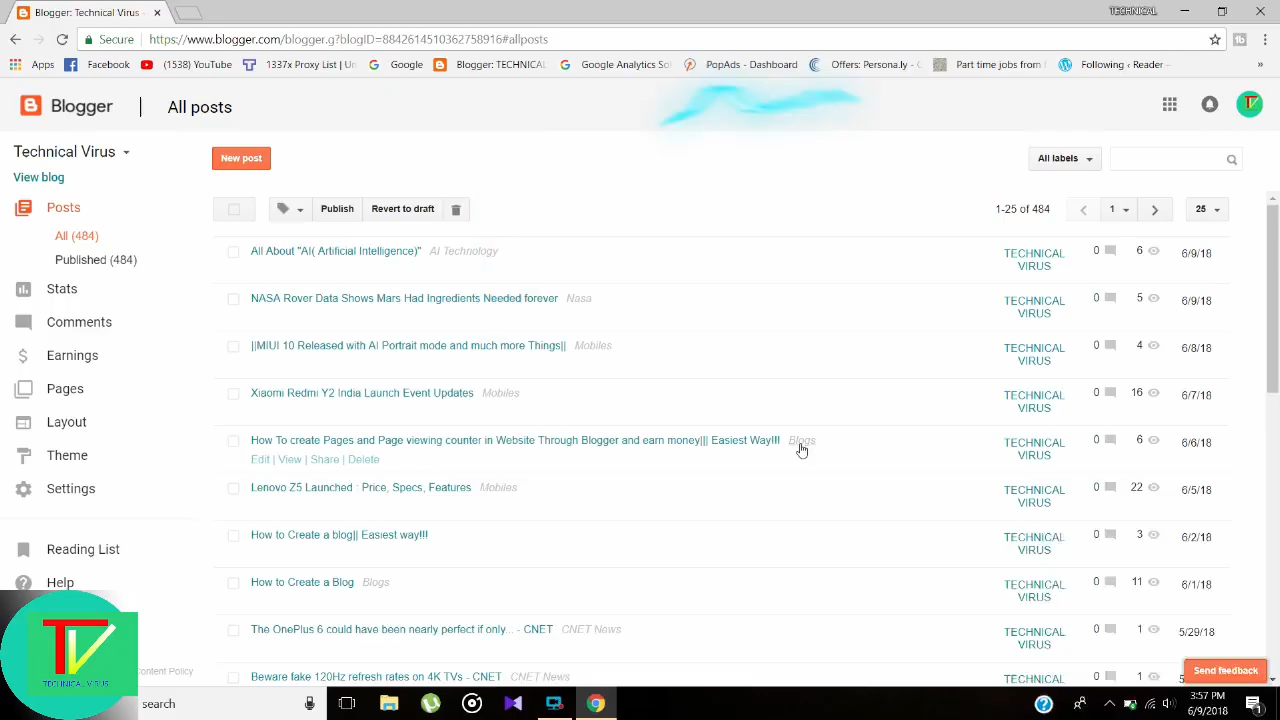 Blogger: Technical Virus -
TECHNICAL
Secure
https://www.blogger.com/blogger.g?blogID=8842614510362758916#allposts
Apps Facebook (1538) YouTube 1337x Proxy List | Un Google Blogger: TECHNICAL Google Analytics Sol PopAds - Dashboard Offers: Persona.ly - C Part time jobs from Following ‹ Reader — »
Blogger All posts
Technical Virus
View blog
New post
All labels
Posts
All (484)
Published (484)
Stats
Comments
Earnings
Pages
Layout
Theme
Settings
Reading List
Help
Content Policy
Publish Revert to draft 1-25 of 484 1 25
All About "AI( Artificial Intelligence)" AI Technology TECHNICAL VIRUS 0 6 6/9/18
NASA Rover Data Shows Mars Had Ingredients Needed forever Nasa TECHNICAL VIRUS 0 5 6/9/18
||MIUI 10 Released with AI Portrait mode and much more Things|| Mobiles TECHNICAL VIRUS 0 4 6/8/18
Xiaomi Redmi Y2 India Launch Event Updates Mobiles TECHNICAL VIRUS 0 16 6/7/18
How To create Pages and Page viewing counter in Website Through Blogger and earn money||| Easiest Way!!! Blogs TECHNICAL VIRUS 0 6 6/6/18
Edit | View | Share | Delete
Lenovo Z5 Launched : Price, Specs, Features Mobiles TECHNICAL VIRUS 0 22 6/5/18
How to Create a blog|| Easiest way!!! TECHNICAL VIRUS 0 3 6/2/18
How to Create a Blog Blogs TECHNICAL VIRUS 0 11 6/1/18
The OnePlus 6 could have been nearly perfect if only... - CNET CNET News TECHNICAL VIRUS 0 1 5/29/18
Beware fake 120Hz refresh rates on 4K TVs - CNET CNET News TECHNICAL 0 1
Send feedback
TV
TECHNICAL VIRUS
search
3:57 PM
6/9/2018